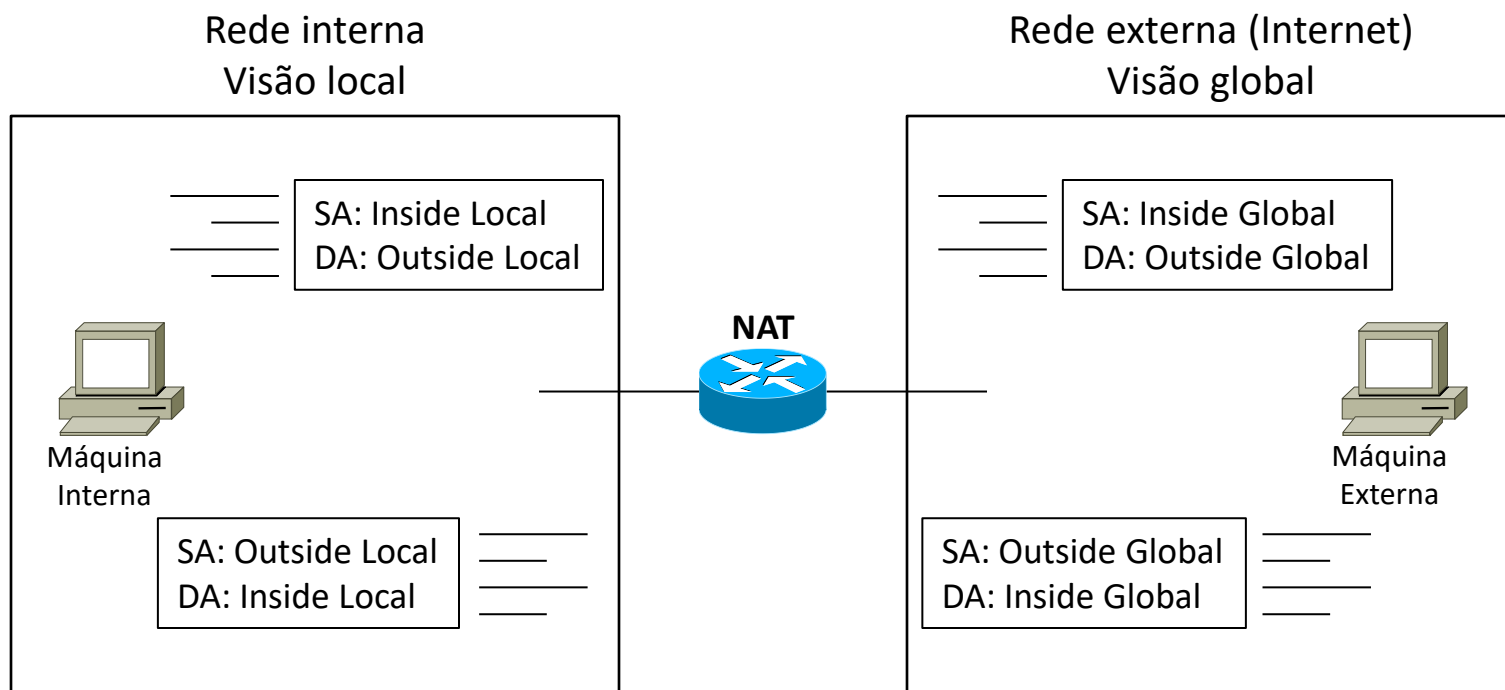 Rede interna
Visão local
Rede externa (Internet)
Visão global
SA: Inside Local
DA: Outside Local
SA: Inside Global
DA: Outside Global
NAT
Máquina
Interna
Máquina
Externa
SA: Outside Local
DA: Inside Local
SA: Outside Global
DA: Inside Global